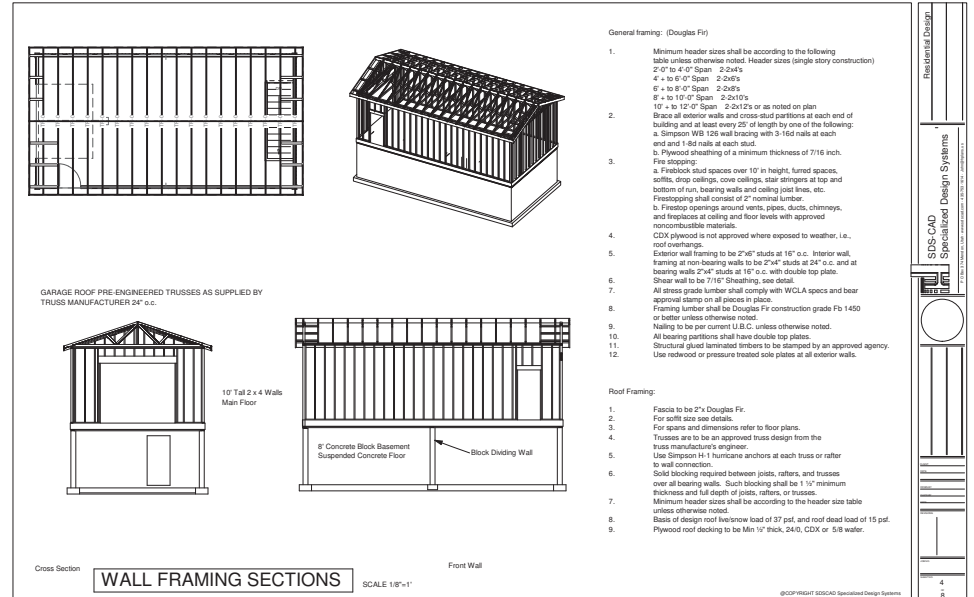 General framing: (Douglas Fir)
1. Minimum header sizes shall be according to the following
table unless otherwise noted. Header sizes (single story construction)
2'-0" to 4'-0" Span 2-2x4's
4' + to 6'-0" Span 2-2x6's
6' + to 8'-0" Span 2-2x8's
8' + to 10'-0" Span 2-2x10's
10' + to 12'-0" Span 2-2x12's or as noted on plan
2. Brace all exterior walls and cross-stud partitions at each end of
building and at least every 25' of length by one of the following:
a. Simpson WB 126 wall bracing with 3-16d nails at each
end and 1-8d nails at each stud.
b. Plywood sheathing of a minimum thickness of 7/16 inch.
3. Fire stopping:
a. Fireblock stud spaces over 10' in height, furred spaces,
soffits, drop ceilings, cove ceilings, stair stringers at top and
bottom of run, bearing walls and ceiling joist lines, etc.
Firestopping shall consist of 2" nominal lumber.
b. Firestop openings around vents, pipes, ducts, chimneys,
and fireplaces at ceiling and floor levels with approved
noncombustible materials.
4. CDX plywood is not approved where exposed to weather, i.e.,
roof overhangs.
5. Exterior wall framing to be 2"x6" studs at 16" o.c. Interior wall,
framing at non-bearing walls to be 2"x4" studs at 24" o.c. and at
bearing walls 2"x4" studs at 16" o.c. with double top plate.
6. Shear wall to be 7/16" Sheathing, see detail.
7. All stress grade lumber shall comply with WCLA specs and bear
approval stamp on all pieces in place.
8. Framing lumber shall be Douglas Fir construction grade Fb 1450
or better unless otherwise noted.
9. Nailing to be per current U.B.C. unless otherwise noted.
10. All bearing partitions shall have double top plates.
11. Structural glued laminated timbers to be stamped by an approved agency.
12. Use redwood or pressure treated sole plates at all exterior walls.
Roof Framing:
1. Fascia to be 2"x Douglas Fir.
2. For soffit size see details.
3. For spans and dimensions refer to floor plans.
4. Trusses are to be an approved truss design from the
truss manufacture's engineer.
5. Use Simpson H-1 hurricane anchors at each truss or rafter
to wall connection.
6. Solid blocking required between joists, rafters, and trusses
over all bearing walls. Such blocking shall be 1 ½" minimum
thickness and full depth of joists, rafters, or trusses.
7. Minimum header sizes shall be according to the header size table
unless otherwise noted.
8. Basis of design roof live/snow load of 37 psf, and roof dead load of 15 psf.
9. Plywood roof decking to be Min ½" thick, 24/0, CDX or 5/8 wafer.
GARAGE ROOF PRE-ENGINEERED TRUSSES AS SUPPLIED BY
TRUSS MANUFACTURER 24" o.c.
10' Tall 2 x 4 Walls
Main Floor
8' Concrete Block Basement
Suspended Concrete Floor
Block Dividing Wall
Cross Section
Front Wall
WALL FRAMING SECTIONS
SCALE 1/8"=1'
@COPYRIGHT SDSCAD Specialized Design Systems
Residential Design
SDS-CAD
Specialized Design Systems
4
8